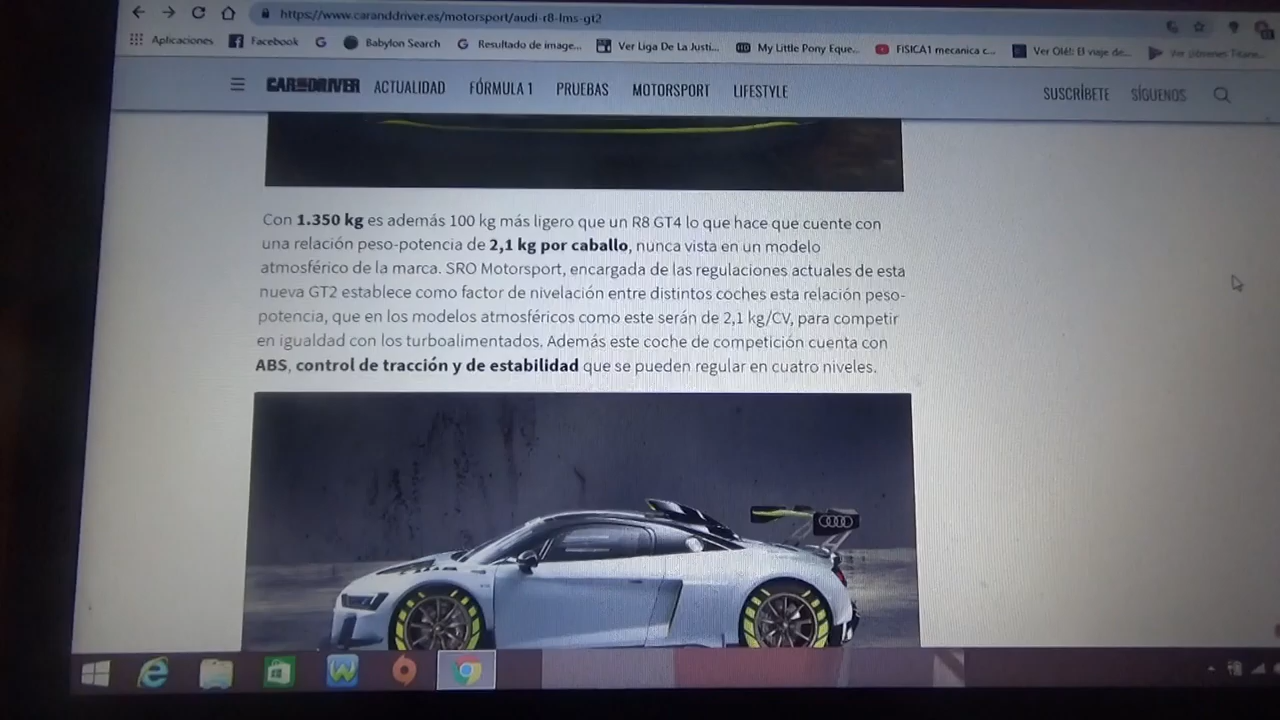 https://www.caranddriver.es/motorsport/audi-r8-lms-gt2
Aplicaciones Facebook Babylon Search Resultado de image... Ver Liga De La Justi... My Little Pony Eque... FíSICA1 mecanica c... Ver Olé!: El viaje de...
CAR AND DRIVER ACTUALIDAD FÓRMULA 1 PRUEBAS MOTORSPORT LIFESTYLE SUSCRÍBETE SÍGUENOS
Con 1.350 kg es además 100 kg más ligero que un R8 GT4 lo que hace que cuente con
una relación peso-potencia de 2,1 kg por caballo, nunca vista en un modelo
atmosférico de la marca. SRO Motorsport, encargada de las regulaciones actuales de esta
nueva GT2 establece como factor de nivelación entre distintos coches esta relación peso-
potencia, que en los modelos atmosféricos como este serán de 2,1 kg/CV, para competir
en igualdad con los turboalimentados. Además este coche de competición cuenta con
ABS, control de tracción y de estabilidad que se pueden regular en cuatro niveles.